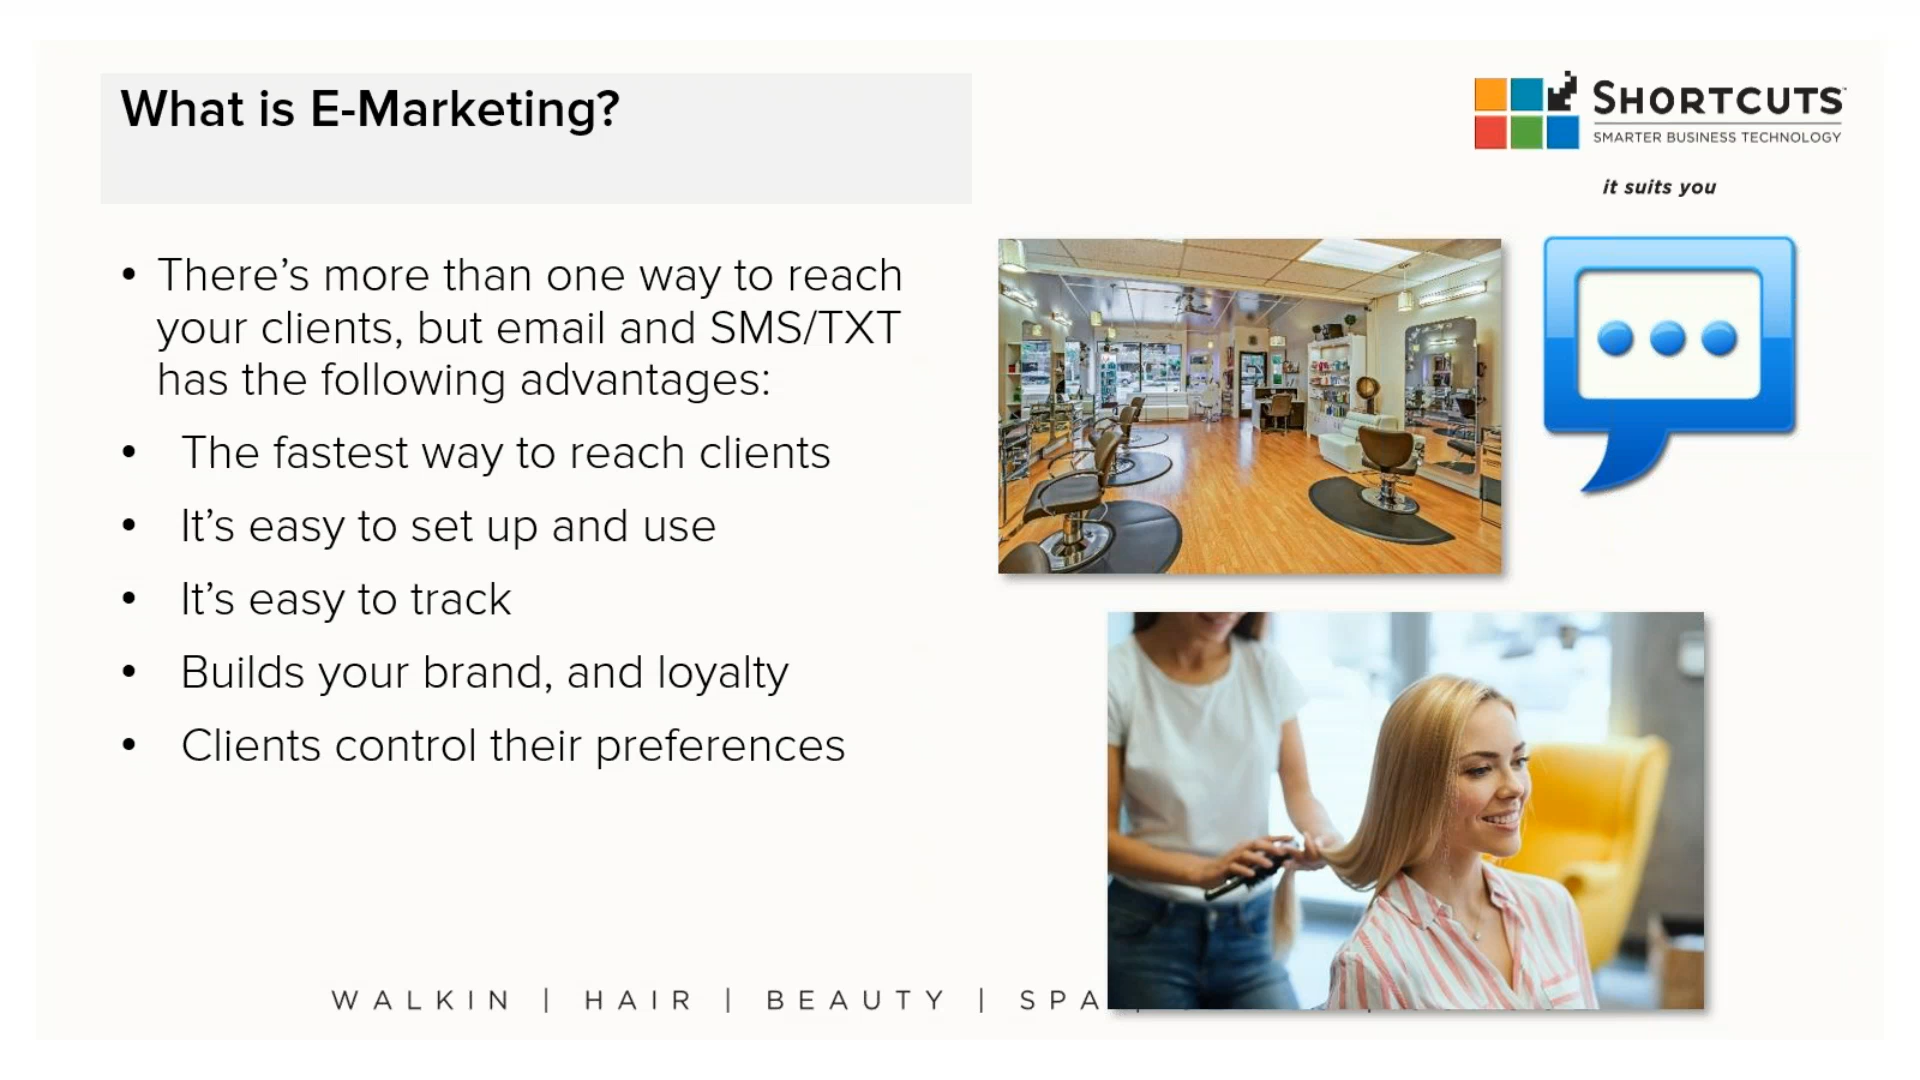 What is E-Marketing?
SHORTCUTS
SMARTER BUSINESS TECHNOLOGY
it suits you
• There’s more than one way to reach
your clients, but email and SMS/TXT
has the following advantages:
• The fastest way to reach clients
• It’s easy to set up and use
• It’s easy to track
• Builds your brand, and loyalty
• Clients control their preferences
WALKIN | HAIR | BEAUTY | SPA